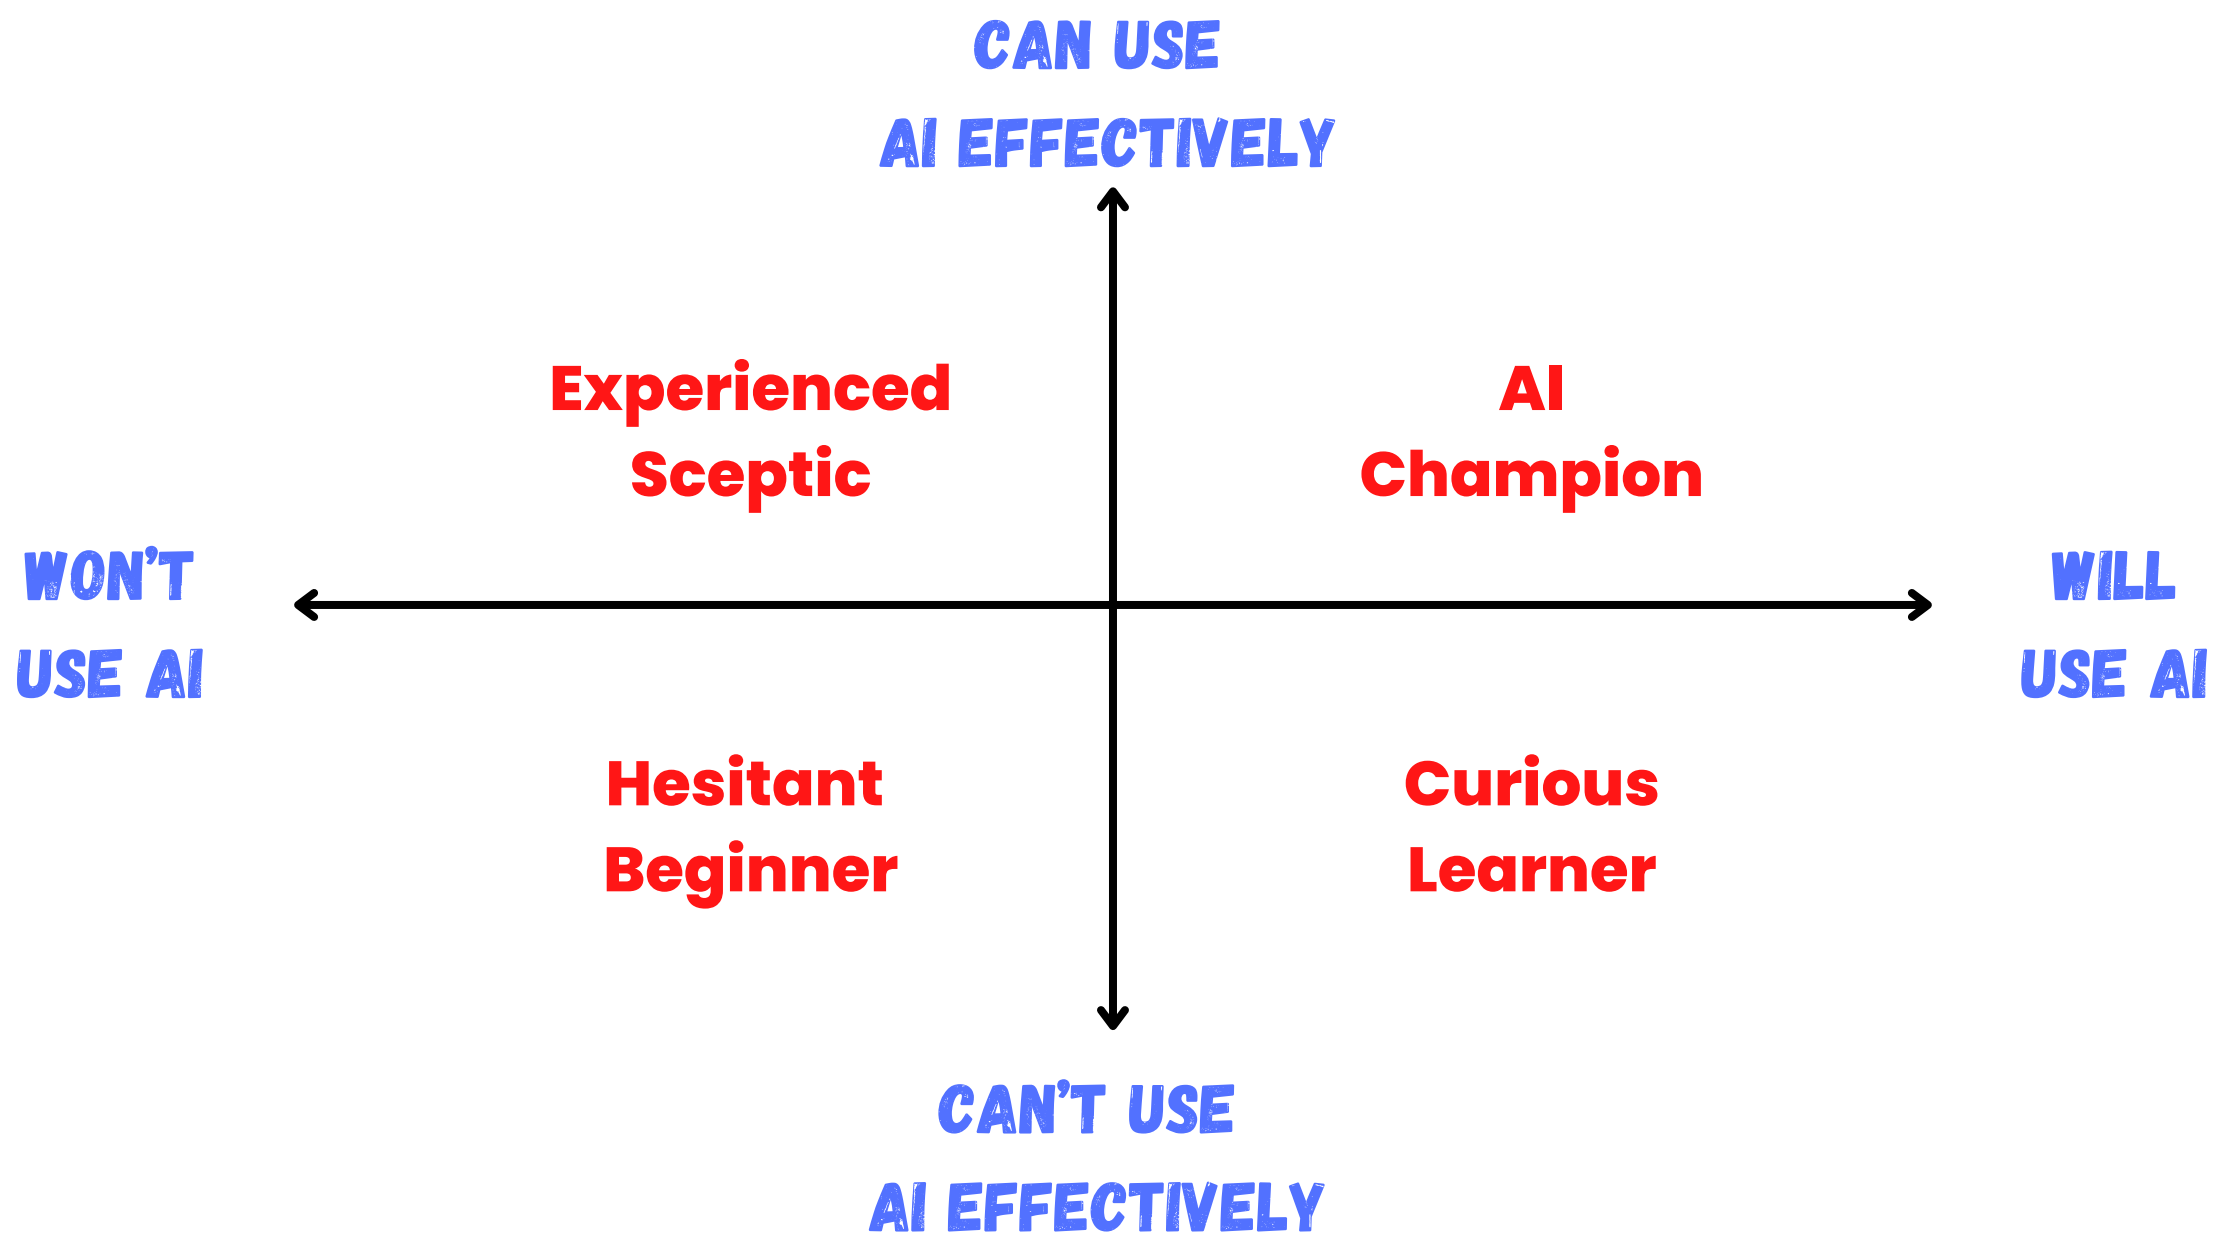 CAN USE
AI EFFECTIVELY
Experienced
Sceptic
AI
Champion
WON'T
USE AI
WILL
USE AI
Hesitant
Beginner
Curious
Learner
CAN'T USE
AI EFFECTIVELY